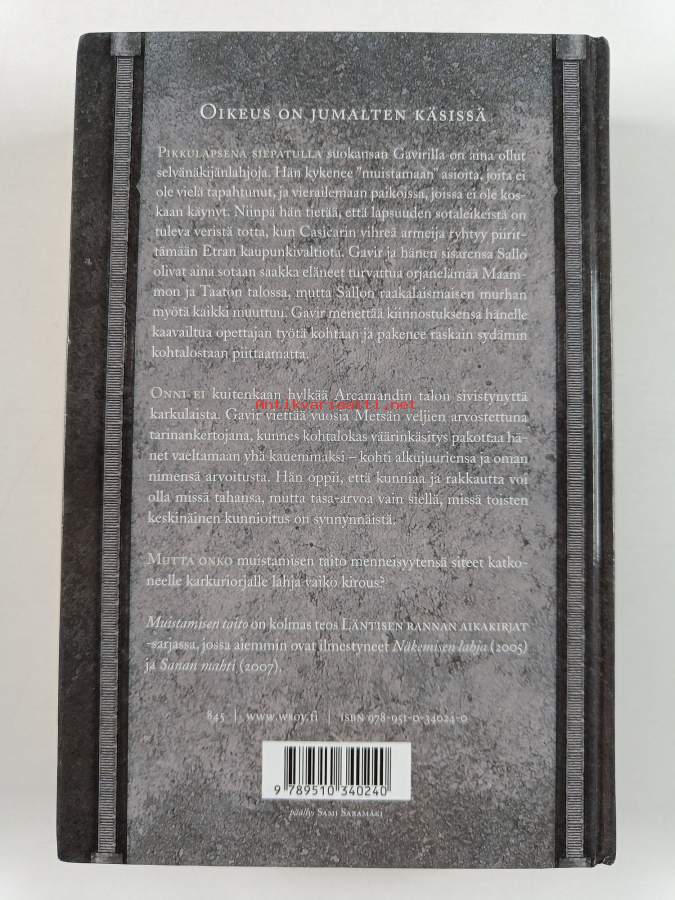 Oikeus on jumalten käsissä
Pikkulapsena siepatulla suokansan Gavirilla on aina ollut
selvänäkijänlahjoja. Hän kykenee "muistamaan" asioita, joita ei
ole vielä tapahtunut, ja vierailemaan paikoissa, joissa ei ole kos-
kaan käynyt. Niinpä hän tietää, että lapsuuden sotaleikeistä on
tuleva veristä totta, kun Casicarin vihreä armeija ryhtyy piirit-
tämään Etran kaupunkivaltiota. Gavir ja hänen sisarensa Sallo
olivat aina sotaan saakka eläneet turvattua orjanelämää Maam-
mon ja Taaton talossa, mutta Sallon raakalaismaisen murhan
myötä kaikki muuttuu. Gavir menettää kiinnostuksensa hänelle
kaavailtua opettajan työtä kohtaan ja pakenee raskain sydämin
kohtalostaan piittaamatta.
Onni ei kuitenkaan hylkää Arcamandin talon sivistynyttä
Antikvariaatti.net
karkulaista. Gavir viettää vuosia Metsän veljien arvostettuna
tarinankertojana, kunnes kohtalokas väärinkäsitys pakottaa hä-
net vaeltamaan yhä kauemmaksi – kohti alkujuuriensa ja oman
nimensä arvoitusta. Hän oppii, että kunniaa ja rakkautta voi
olla missä tahansa, mutta tasa-arvoa vain siellä, missä toisten
keskinäinen kunnioitus on synnynnäistä.
Mutta onko muistamisen taito menneisyytensä siteet katko-
neelle karkuriorjalle lahja vaiko kirous?
Muistamisen taito on kolmas teos Läntisen rannan aikakirjat
-sarjassa, jossa aiemmin ovat ilmestyneet Näkemisen lahja (2005)
ja Sanan mahti (2007).
845 | www.wsoy.fi | ISBN 978-951-0-34024-0
9 789510 340240
päällys Sami Saramäki